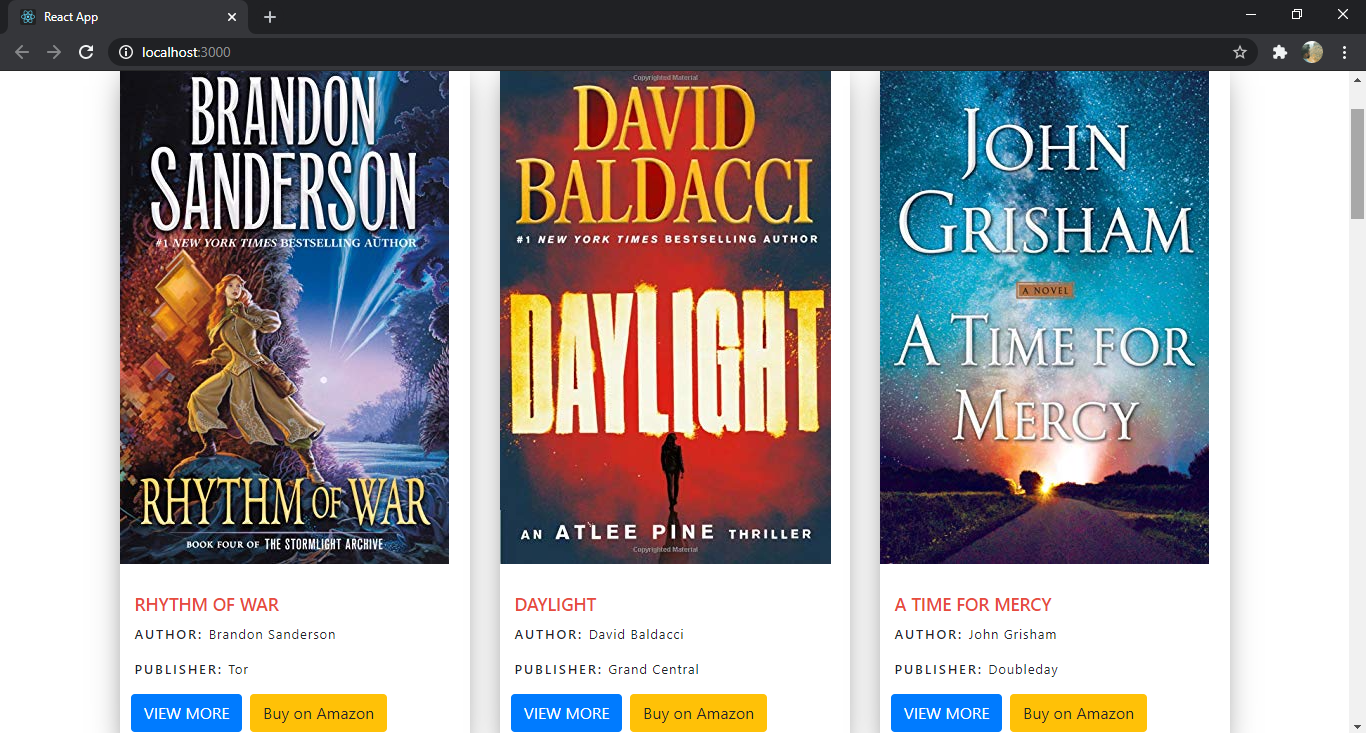 React App
localhost:3000
BRANDON
SANDERSON
#1 NEW YORK TIMES BESTSELLING AUTHOR
RHYTHM OF WAR
BOOK FOUR OF THE STORMLIGHT ARCHIVE
RHYTHM OF WAR
AUTHOR: Brandon Sanderson
PUBLISHER: Tor
VIEW MORE Buy on Amazon
Copyrighted Material
DAVID
BALDACCI
#1 NEW YORK TIMES BESTSELLING AUTHOR
DAYLIGHT
AN ATLEE PINE THRILLER
Copyrighted Material
DAYLIGHT
AUTHOR: David Baldacci
PUBLISHER: Grand Central
VIEW MORE Buy on Amazon
JOHN
GRISHAM
A NOVEL
A TIME FOR
MERCY
A TIME FOR MERCY
AUTHOR: John Grisham
PUBLISHER: Doubleday
VIEW MORE Buy on Amazon